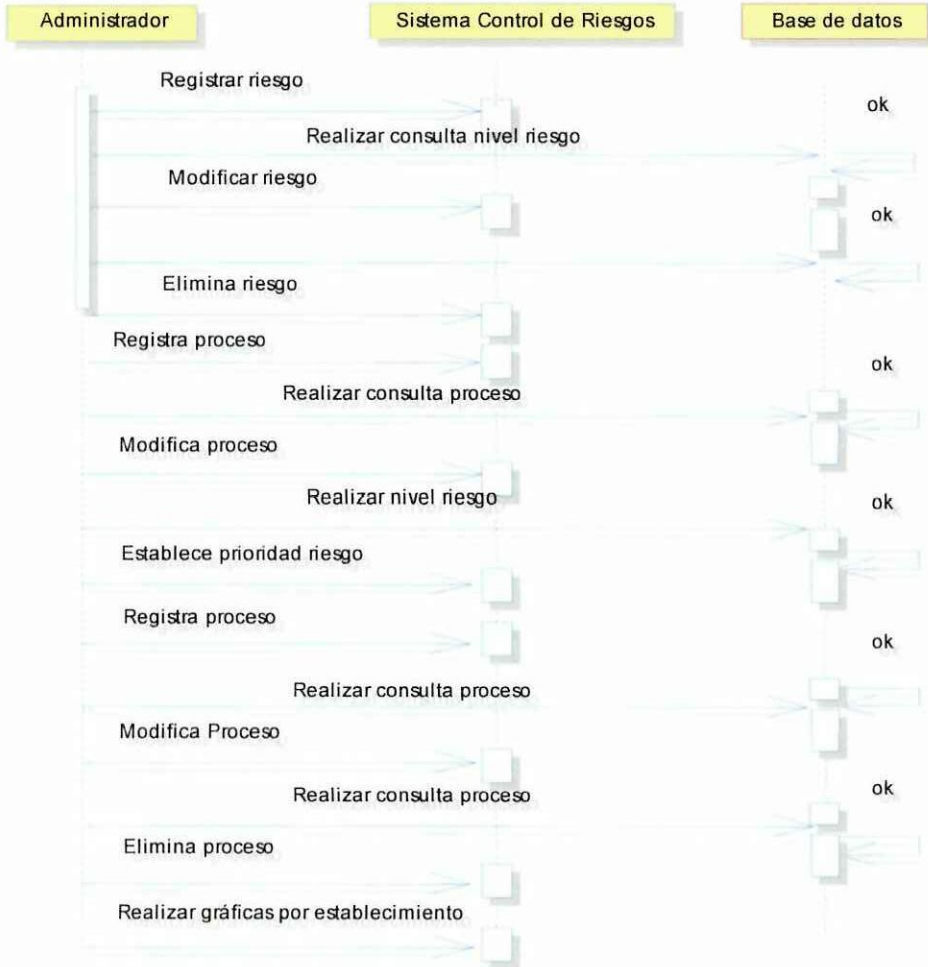 Administrador
Sistema Control de Riesgos
Base de datos
Registrar riesgo
ok
Realizar consulta nivel riesgo
Modificar riesgo
ok
Elimina riesgo
Registra proceso
ok
Realizar consulta proceso
Modifica proceso
Realizar nivel riesgo
ok
Establece prioridad riesgo
Registra proceso
ok
Realizar consulta proceso
Modifica Proceso
ok
Realizar consulta proceso
Elimina proceso
Realizar gráficas por establecimiento